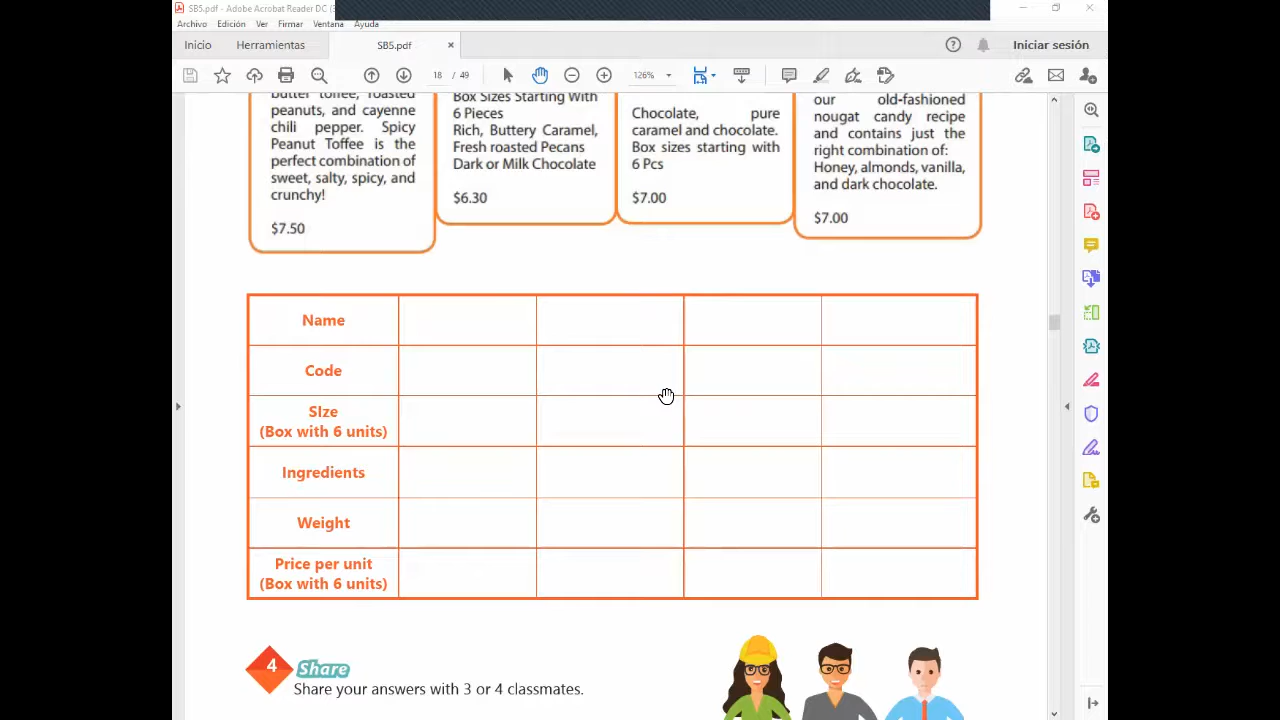 SB5.pdf - Adobe Acrobat Reader DC (3
Archivo Edición Ver Firmar Ventana Ayuda
Inicio Herramientas SB5.pdf × Iniciar sesión
18 / 49 126%
butter toffee, roasted
peanuts, and cayenne
chili pepper. Spicy
Peanut Toffee is the
perfect combination of
sweet, salty, spicy, and
crunchy!
$7.50
Box Sizes Starting With
6 Pieces
Rich, Buttery Caramel,
Fresh roasted Pecans
Dark or Milk Chocolate
$6.30
Chocolate, pure
caramel and chocolate.
Box sizes starting with
6 Pcs
$7.00
our old-fashioned
nougat candy recipe
and contains just the
right combination of:
Honey, almonds, vanilla,
and dark chocolate.
$7.00
Name
Code
SIze
(Box with 6 units)
Ingredients
Weight
Price per unit
(Box with 6 units)
4 Share
Share your answers with 3 or 4 classmates.